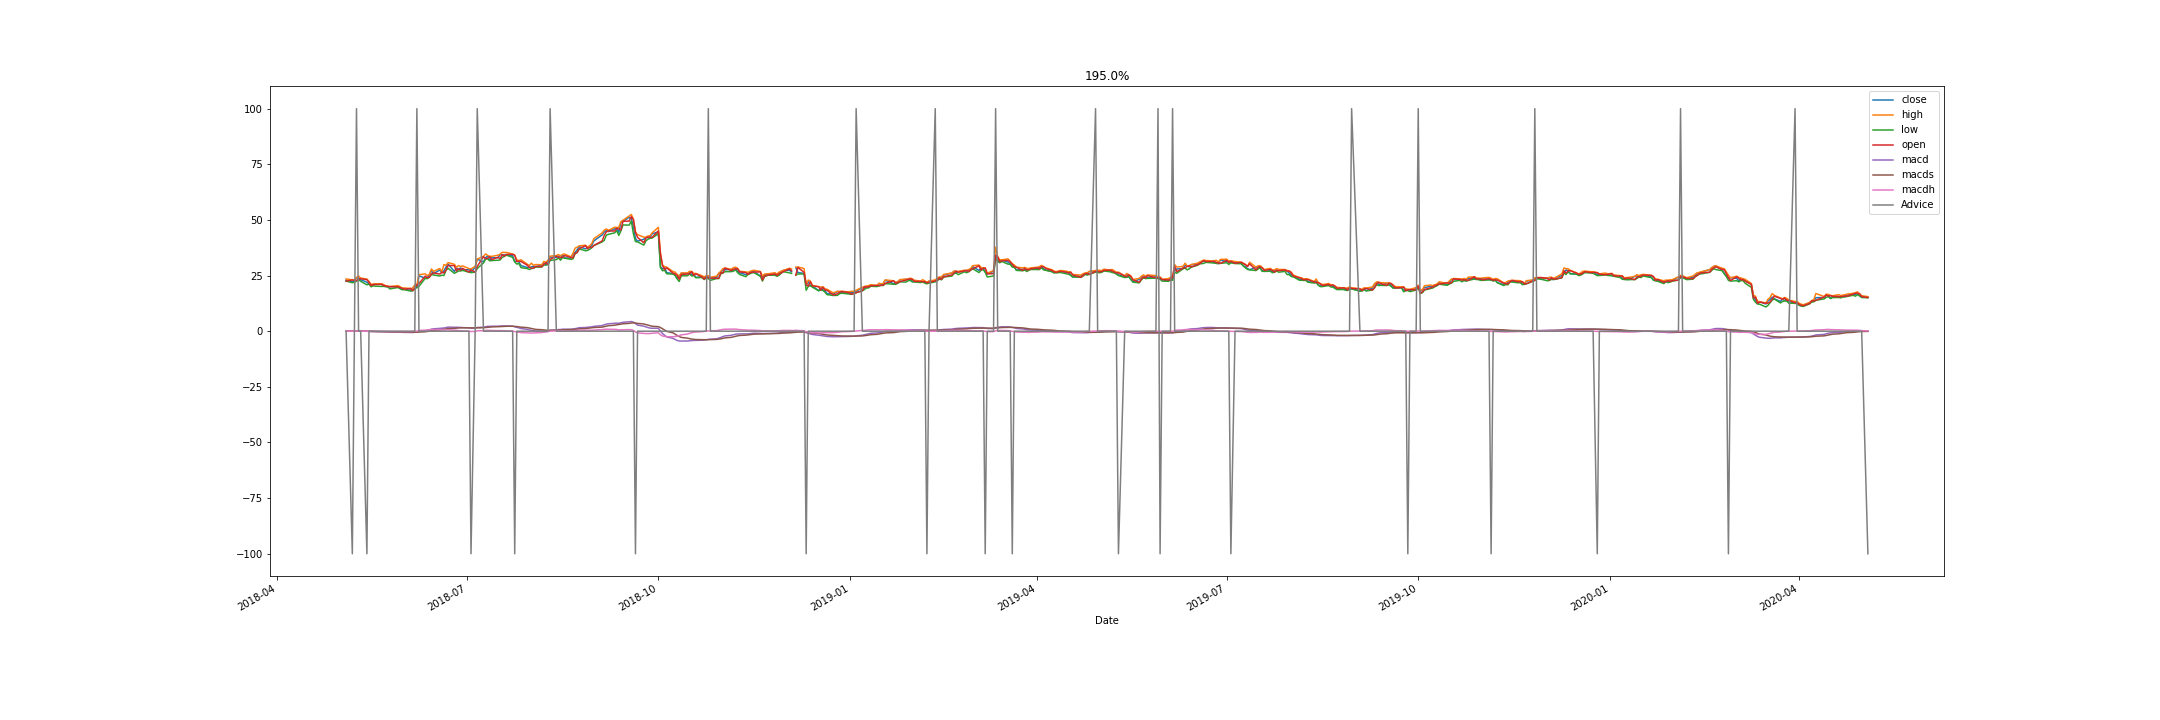 195.0%
100
75
50
25
0
−25
−50
−75
−100
close
high
low
open
macd
macds
macdh
Advice
2018-04
2018-07
2018-10
2019-01
2019-04
2019-07
2019-10
2020-01
2020-04
Date